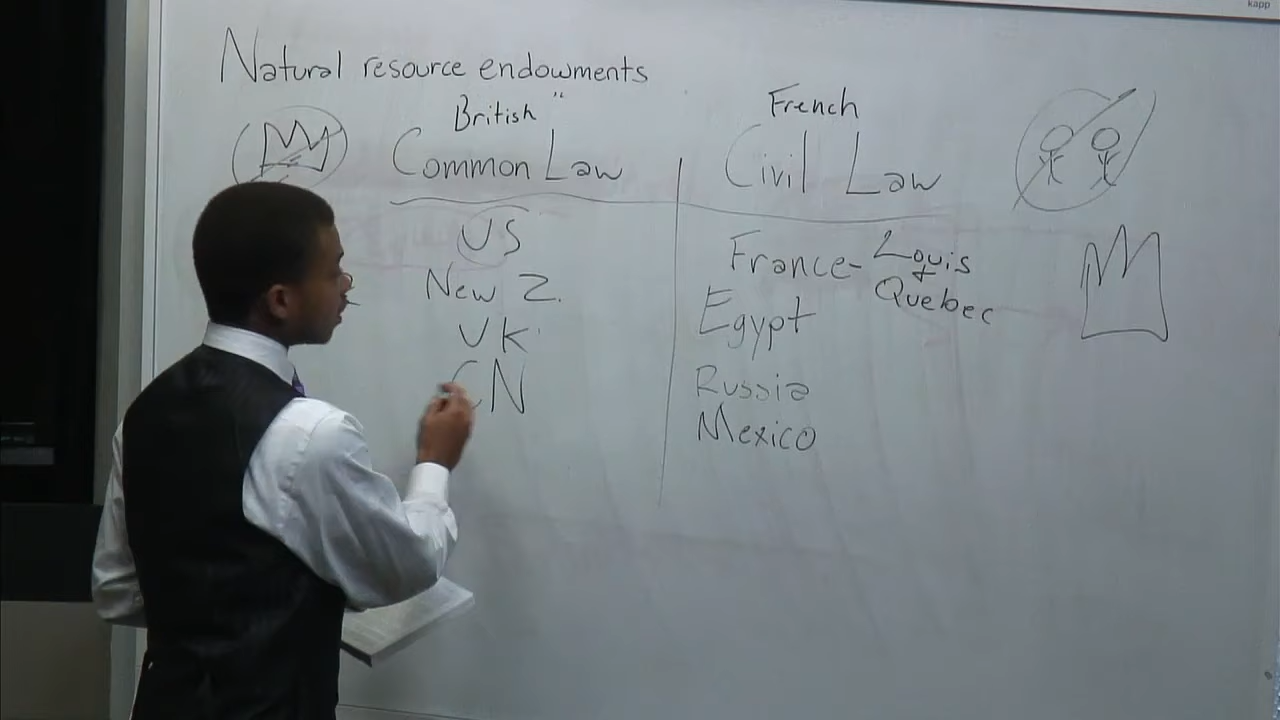 Natural resource endowments
British "
French
Common Law
Civil Law
US
France - Louis
+
Quebec
New Z.
Egypt
UK
Russia
CN
Mexico
kapp